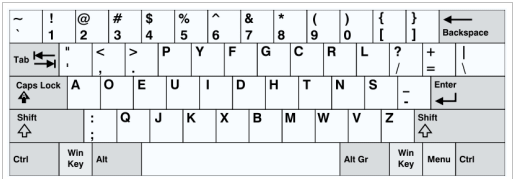 ~ ! @ # $ % ^ & * ( ) { } Backspace
` 1 2 3 4 5 6 7 8 9 0 [ ]
Tab " < > P Y F G C R L ? + |
' , . / = \
Caps Lock A O E U I D H T N S _ Enter
-
Shift : Q J K X B M W V Z Shift
;
Ctrl Win Key Alt Alt Gr Win Key Menu Ctrl